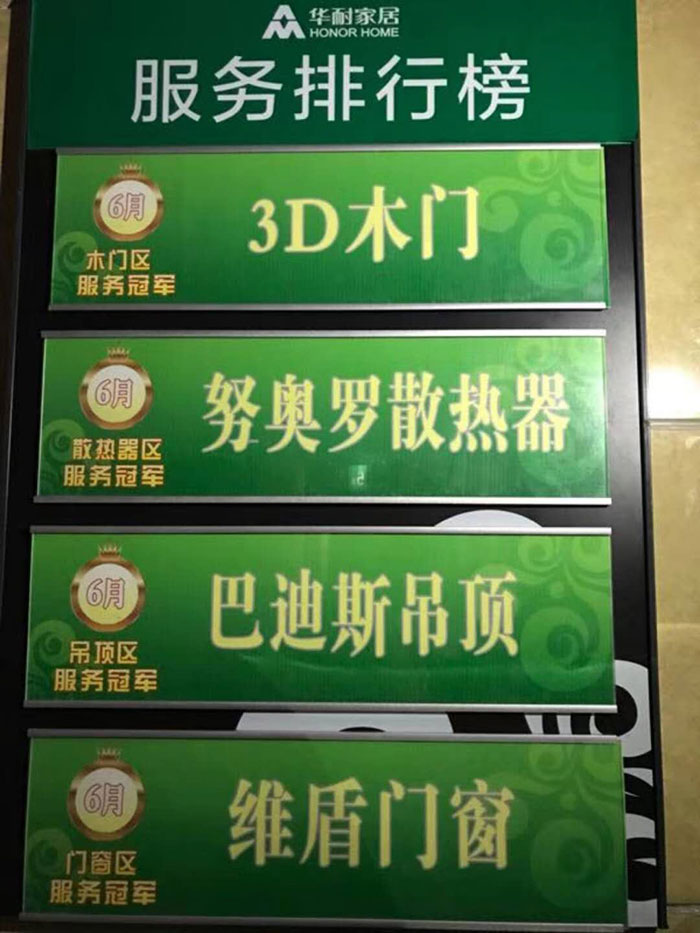 华耐家居
HONOR HOME
服务排行榜
6月
木门区
服务冠军
3D木门
6月
散热器区
服务冠军
努奥罗散热器
6月
吊顶区
服务冠军
巴迪斯吊顶
6月
门窗区
服务冠军
维盾门窗